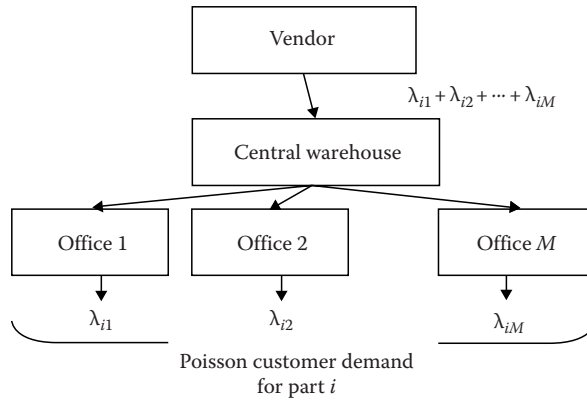 Vendor
λi1 + λi2 + ··· + λiM
Central warehouse
Office 1 Office 2 Office M
λi1 λi2 λiM
Poisson customer demand
for part i